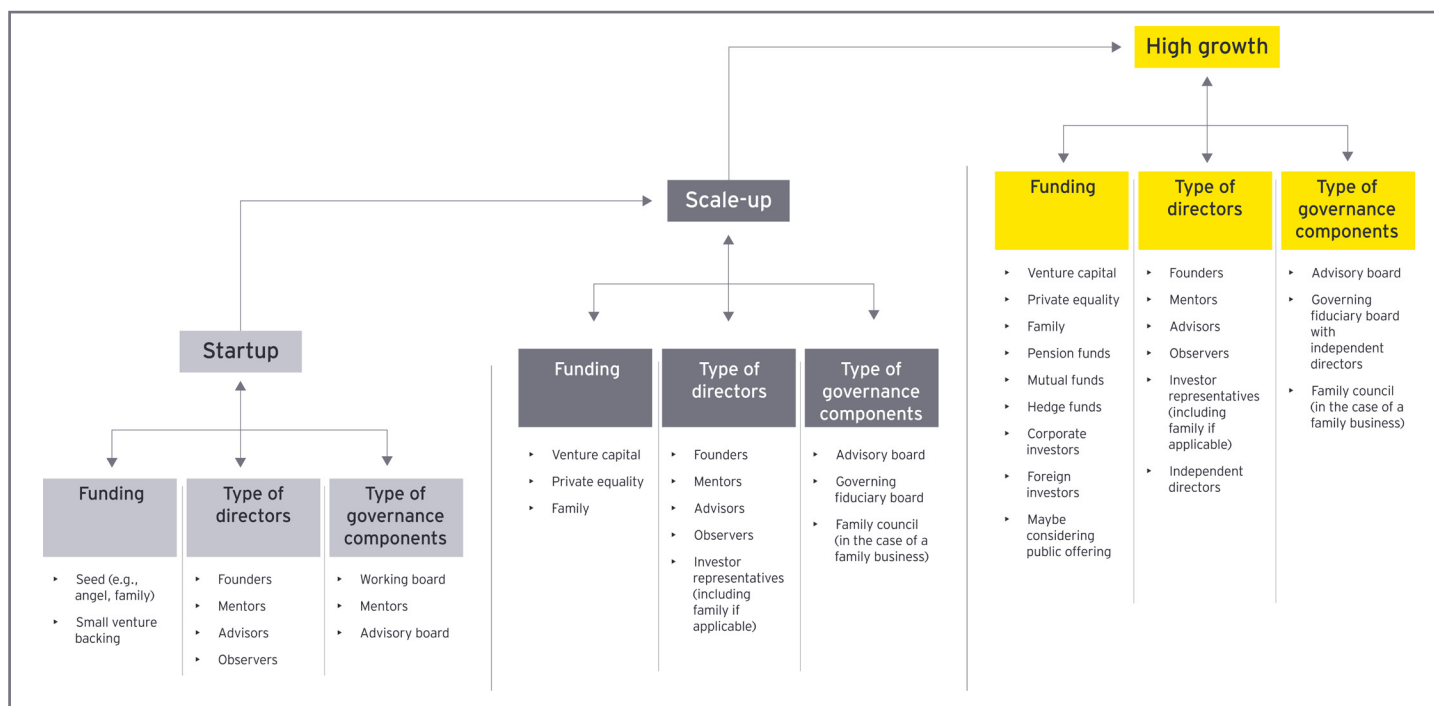 High growth
Funding
Type of
directors
Type of
governance
components
Venture capital
Private equality
Family
Pension funds
Mutual funds
Hedge funds
Corporate
investors
Foreign
investors
Maybe
considering
public offering
Founders
Mentors
Advisors
Observers
Investor
representatives
(including
family if
applicable)
Independent
directors
Advisory board
Governing
fiduciary board
with
independent
directors
Family council
(in the case of a
family business)
Scale-up
Funding
Type of
directors
Type of
governance
components
Venture capital
Private equality
Family
Founders
Mentors
Advisors
Observers
Investor
representatives
(including
family if
applicable)
Advisory board
Governing
fiduciary board
Family council
(in the case of a
family business)
Startup
Funding
Type of
directors
Type of
governance
components
Seed (e.g.,
angel, family)
Small venture
backing
Founders
Mentors
Advisors
Observers
Working board
Mentors
Advisory board